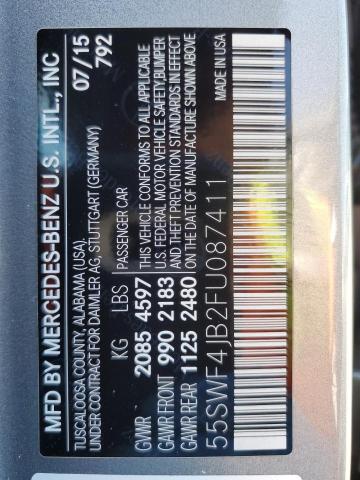 MFD BY MERCEDES-BENZ U.S. INTL., INC
TUSCALOOSA COUNTY, ALABAMA (USA)
UNDER CONTRACT FOR DAIMLER AG, STUTTGART (GERMANY)
07/15
792
KG LBS PASSENGER CAR
GVWR 2085 4597
GAWR FRONT 990 2183
GAWR REAR 1125 2480
THIS VEHICLE CONFORMS TO ALL APPLICABLE
FEDERAL MOTOR VEHICLE SAFETY,BUMPER
AND THEFT PREVENTION STANDARDS IN EFFECT
ON THE DATE OF MANUFACTURE SHOWN ABOVE
55SWF4JB2FU087411
MADE IN USA